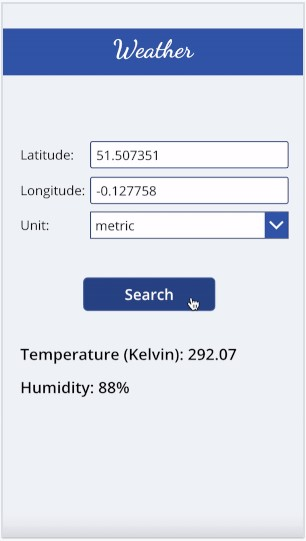 Weather
Latitude: 51.507351
Longitude: -0.127758
Unit: metric
Search
Temperature (Kelvin): 292.07
Humidity: 88%